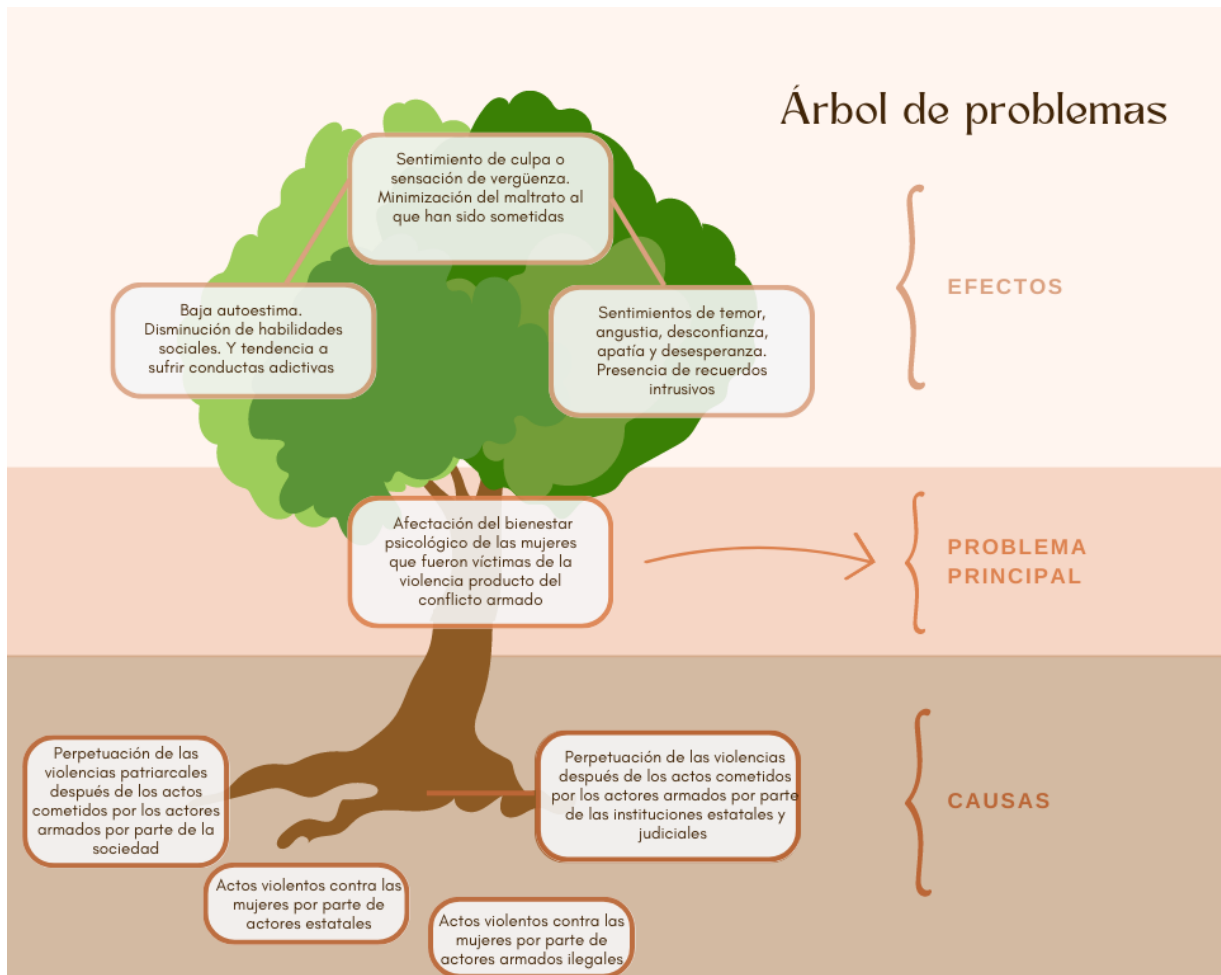 Árbol de problemas
Sentimiento de culpa o
sensación de vergüenza.
Minimización del maltrato al
que han sido sometidas
Baja autoestima.
Disminución de habilidades
sociales. Y tendencia a
sufrir conductas adictivas
Sentimientos de temor,
angustia, desconfianza,
apatía y desesperanza.
Presencia de recuerdos
intrusivos
EFECTOS
Afectación del bienestar
psicológico de las mujeres
que fueron víctimas de la
violencia producto del
conflicto armado
PROBLEMA
PRINCIPAL
Perpetuación de las
violencias patriarcales
después de los actos
cometidos por los actores
armados por parte de la
sociedad
Perpetuación de las violencias
después de los actos cometidos
por los actores armados por parte
de las instituciones estatales y
judiciales
CAUSAS
Actos violentos contra las
mujeres por parte de
actores estatales
Actos violentos contra las
mujeres por parte de
actores armados ilegales